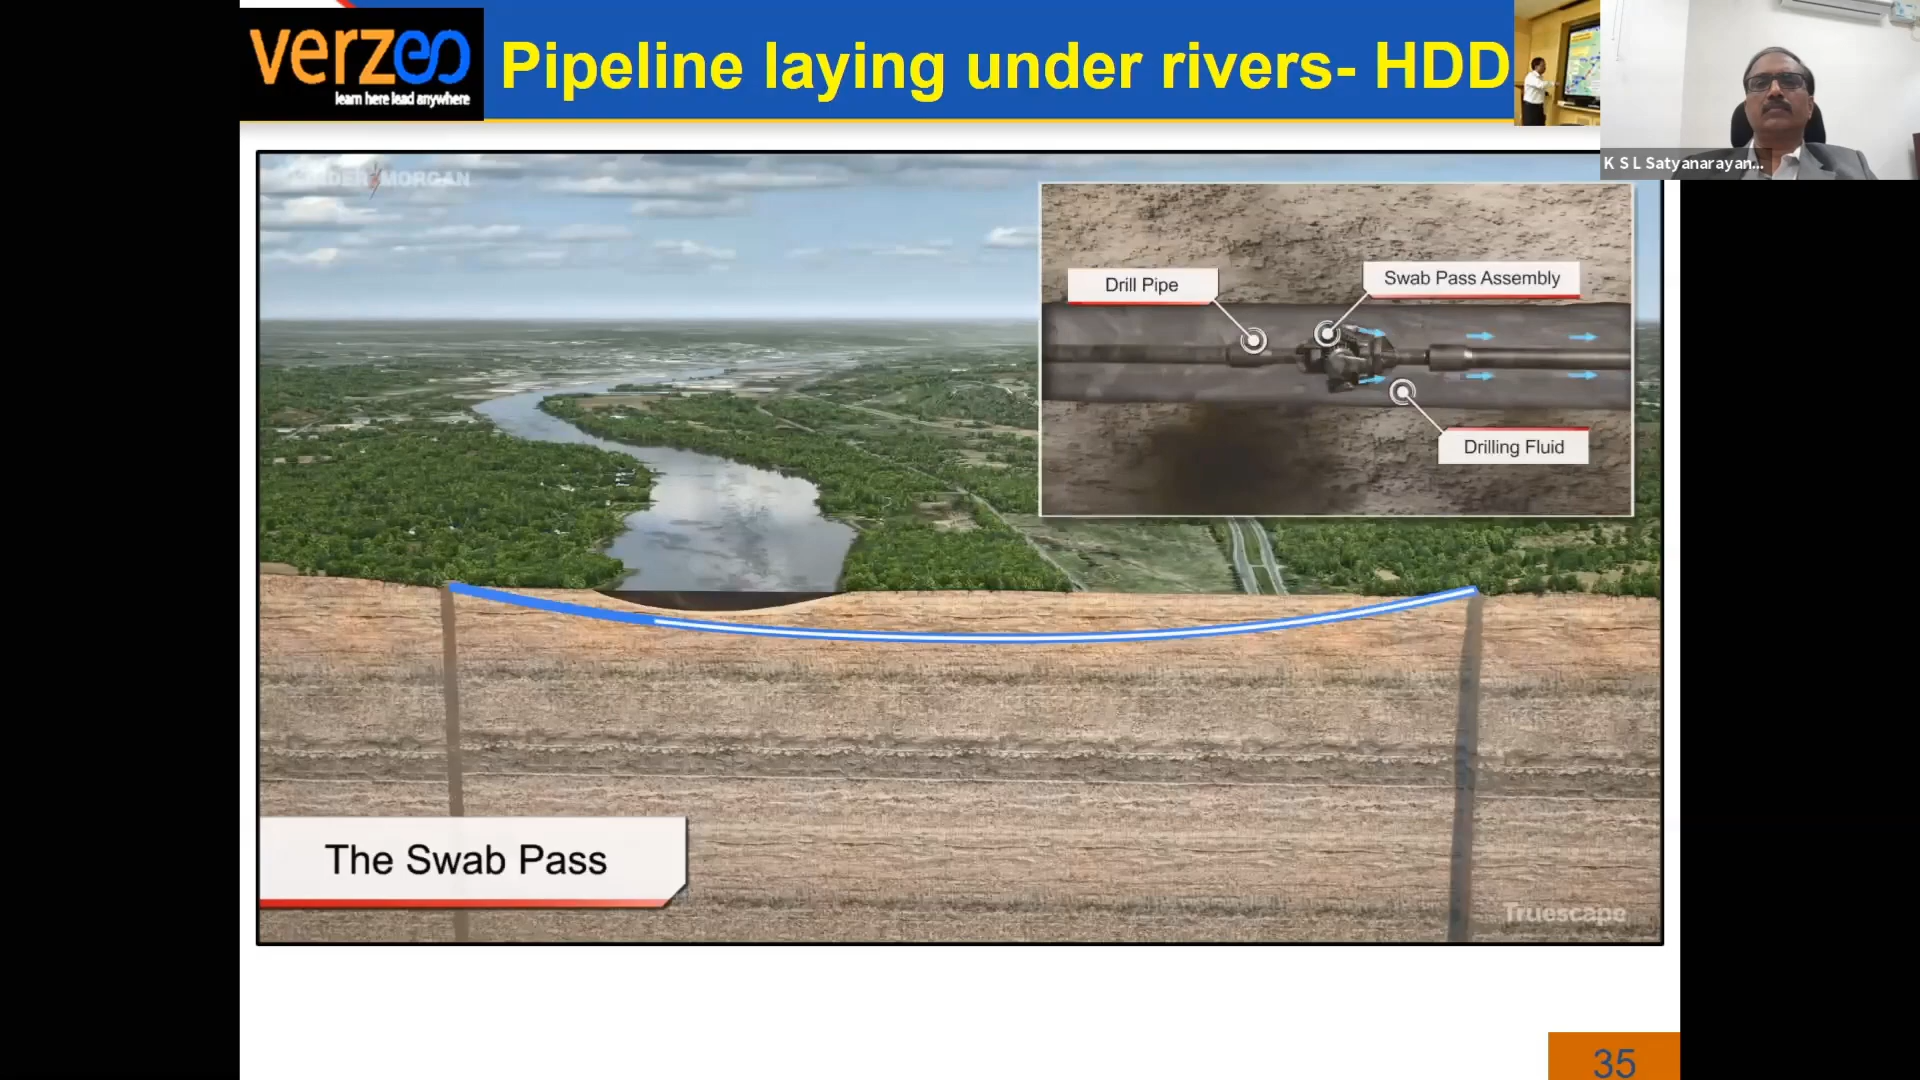 verzeo
learn here lead anywhere
Pipeline laying under rivers- HDD
K S L Satyanarayan...
MORGAN
Drill Pipe
Swab Pass Assembly
Drilling Fluid
The Swab Pass
Truescape
35